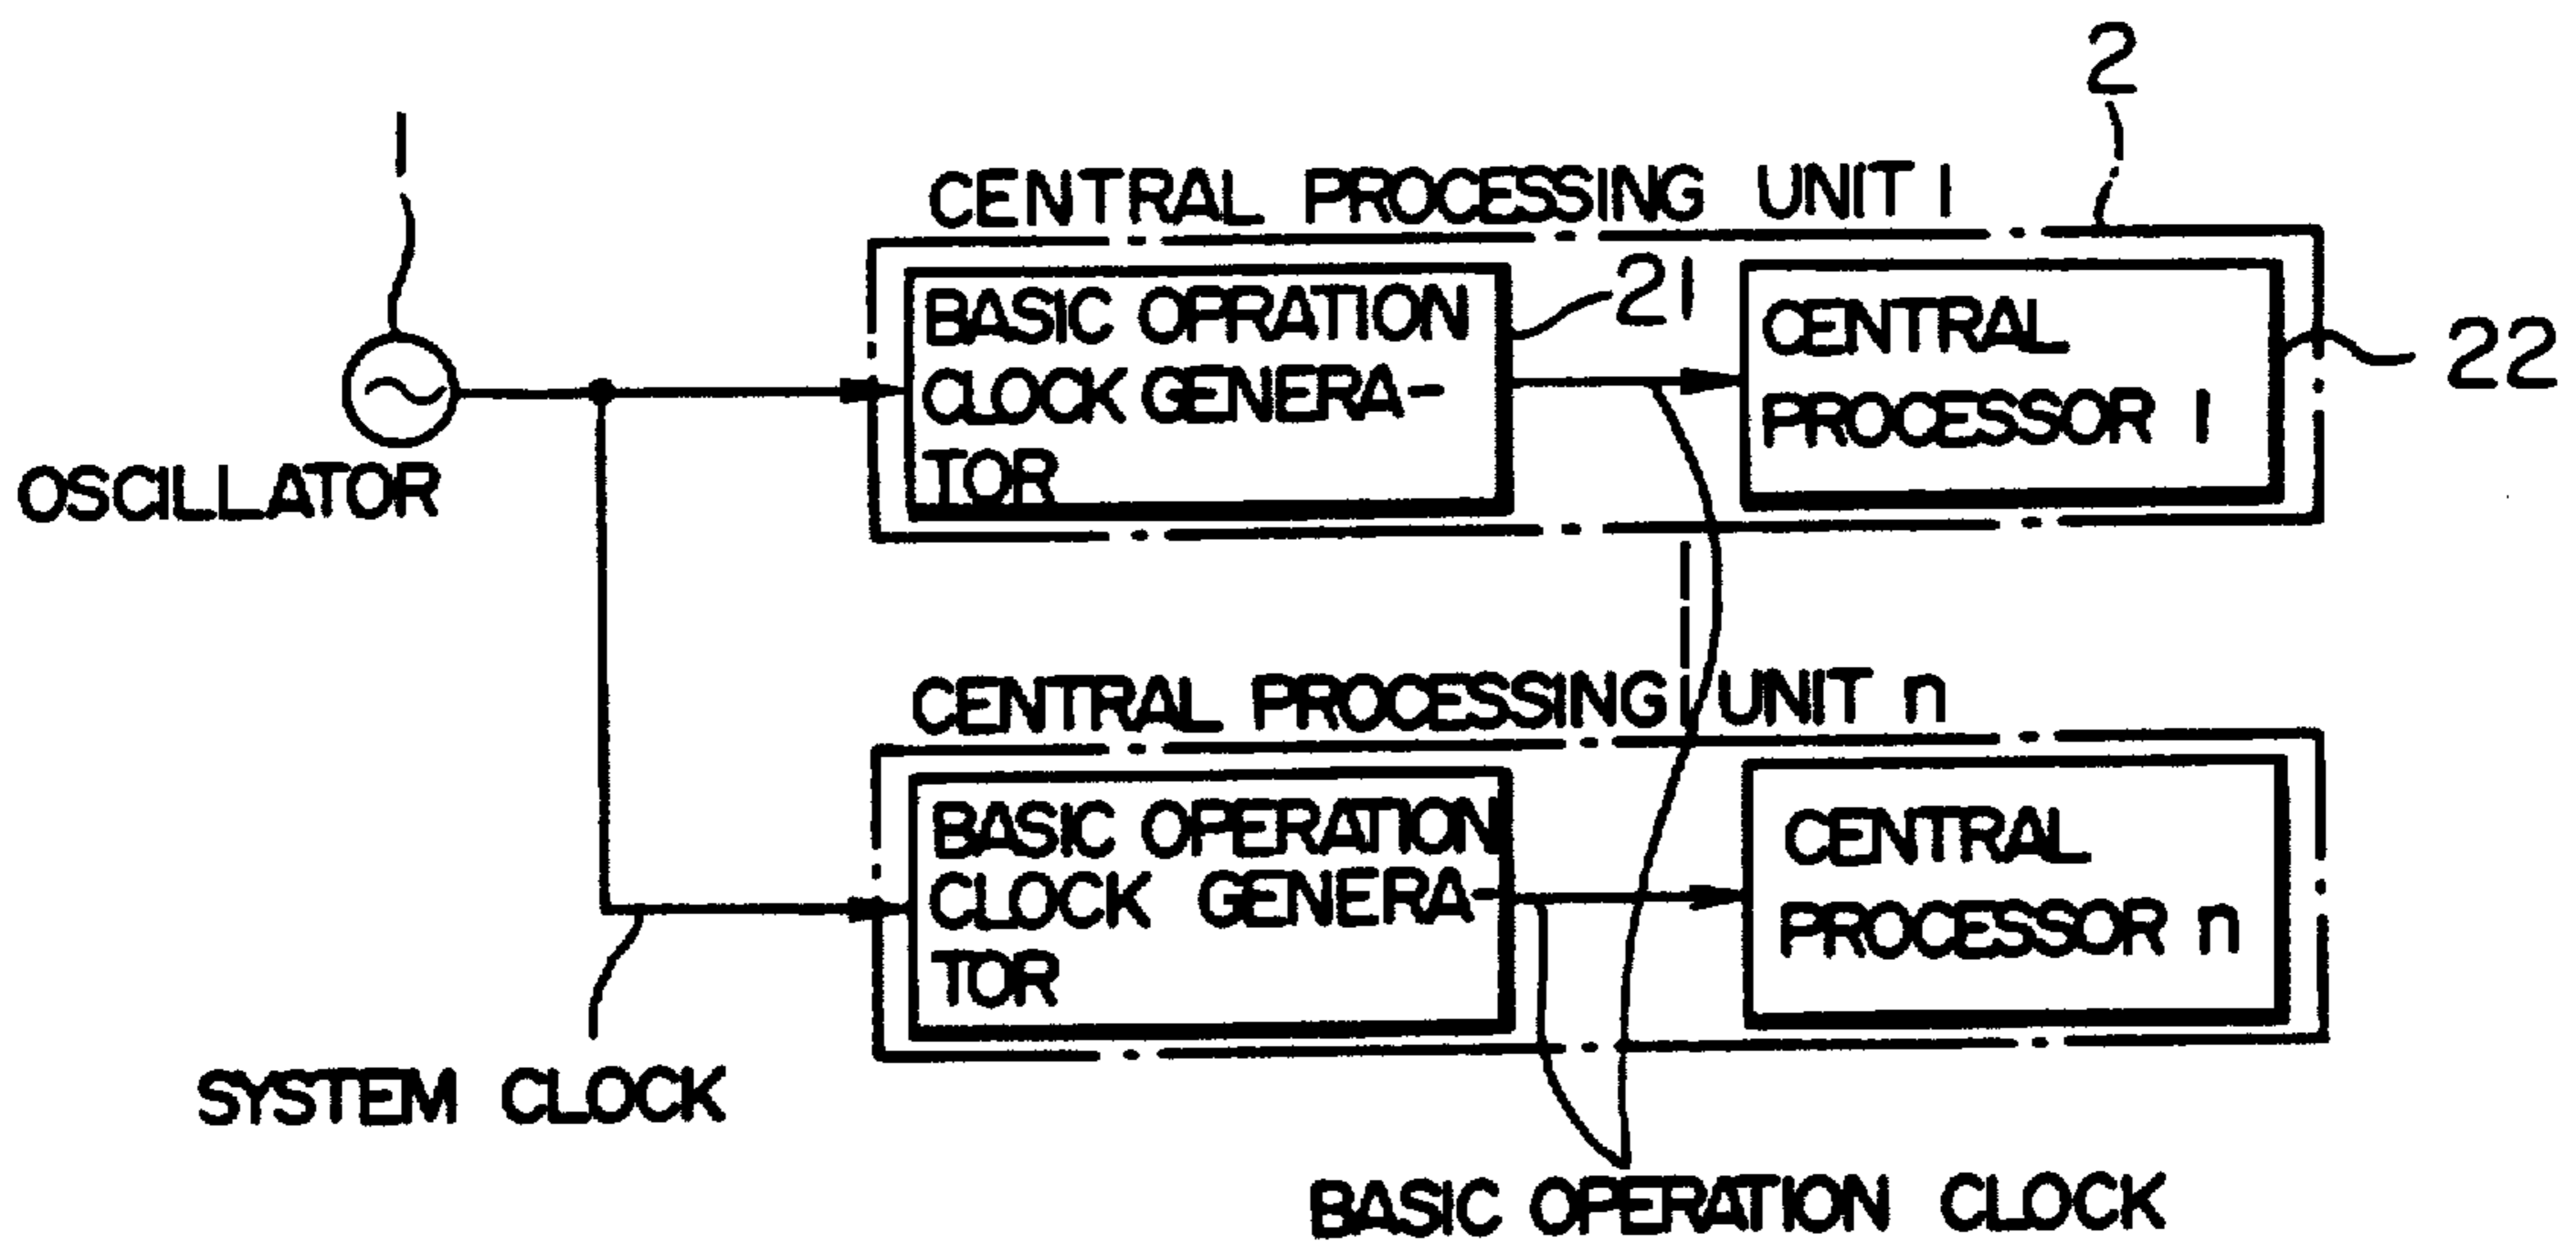 2
1
CENTRAL PROCESSING UNIT 1
BASIC OPRATION
CLOCK GENERA-
TOR
21
CENTRAL
PROCESSOR 1
22
OSCILLATOR
CENTRAL PROCESSING UNIT n
BASIC OPERATION
CLOCK GENERA-
TOR
CENTRAL
PROCESSOR n
SYSTEM CLOCK
BASIC OPERATION CLOCK